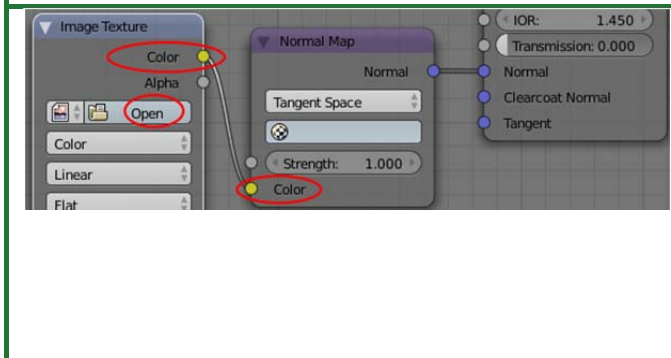 Image Texture
Color
Alpha
Open
Color
Linear
Flat
Normal Map
Normal
Tangent Space
Strength: 1.000
Color
IOR: 1.450
Transmission: 0.000
Normal
Clearcoat Normal
Tangent